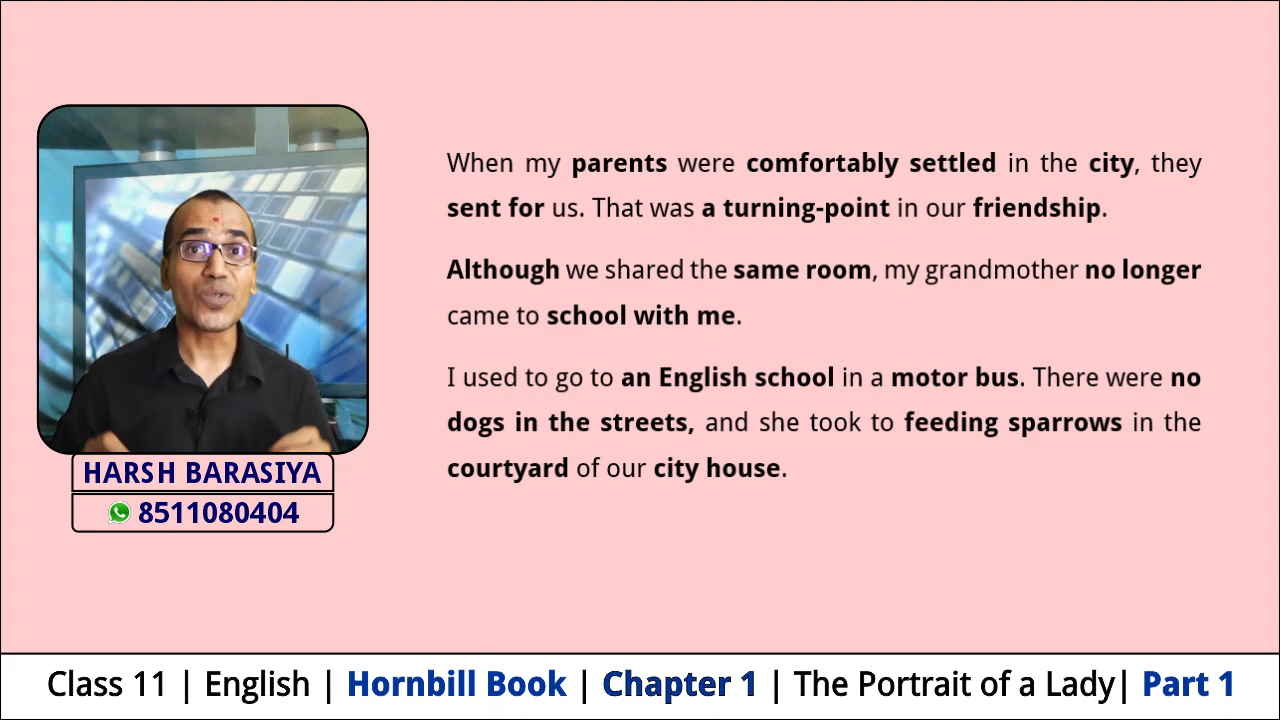 When my parents were comfortably settled in the city, they
sent for us. That was a turning-point in our friendship.
Although we shared the same room, my grandmother no longer
came to school with me.
I used to go to an English school in a motor bus. There were no
dogs in the streets, and she took to feeding sparrows in the
courtyard of our city house.
HARSH BARASIYA
8511080404
Class 11 | English | Hornbill Book | Chapter 1 | The Portrait of a Lady| Part 1